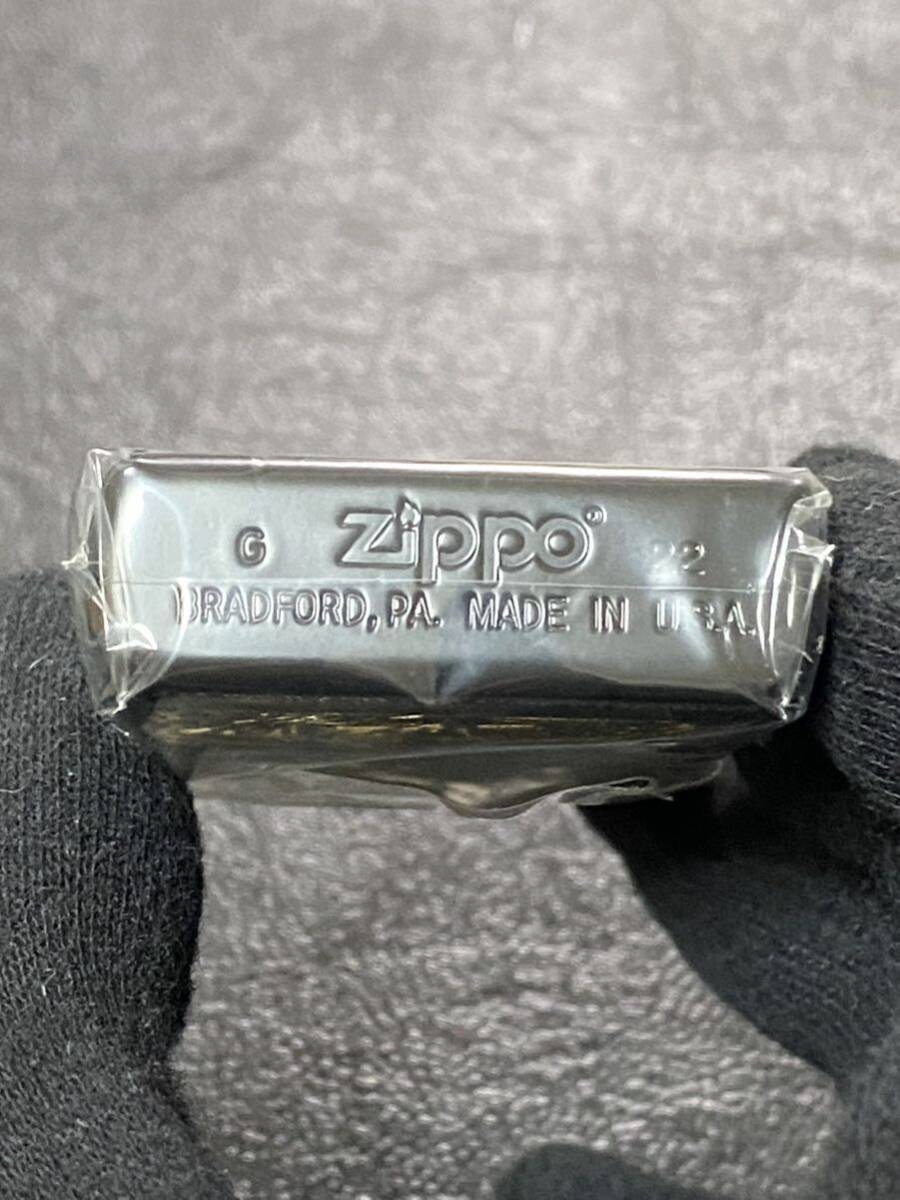 G Zippo® 22
BRADFORD, PA. MADE IN U.S.A.